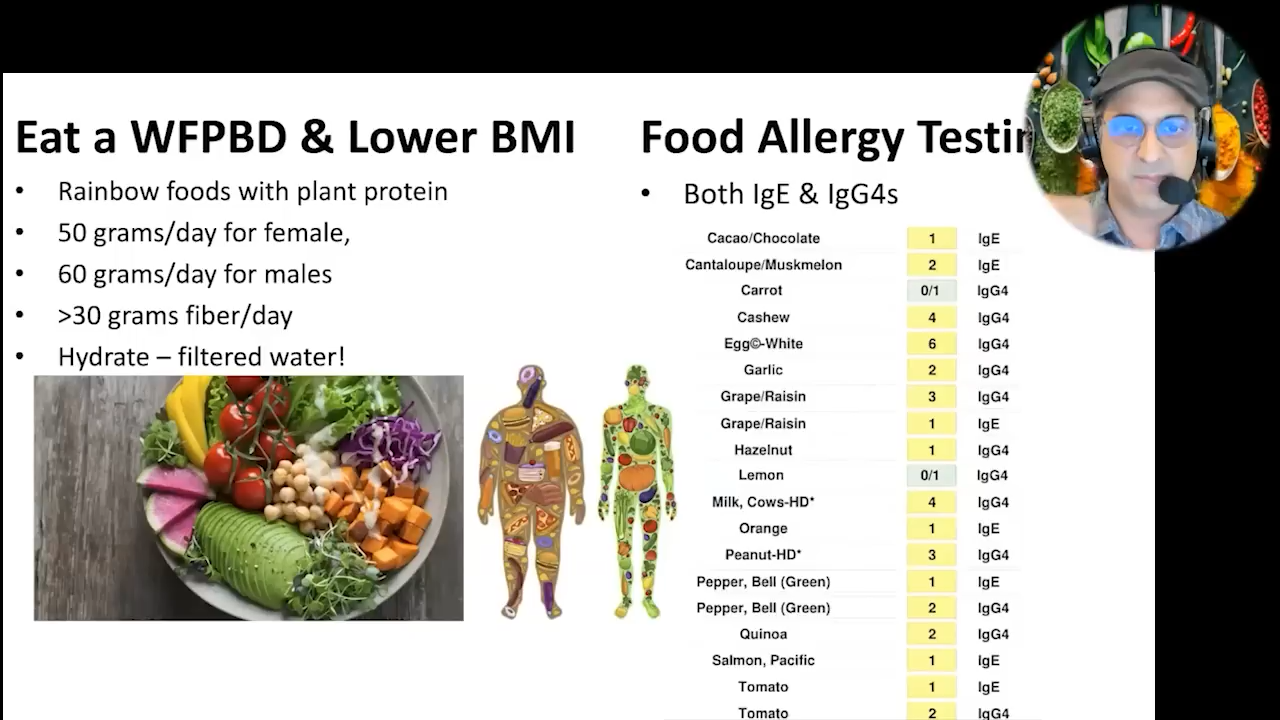 Eat a WFPBD & Lower BMI
• Rainbow foods with plant protein
• 50 grams/day for female,
• 60 grams/day for males
• >30 grams fiber/day
• Hydrate – filtered water!
Food Allergy Testin
• Both IgE & IgG4s
Cacao/Chocolate 1 IgE
Cantaloupe/Muskmelon 2 IgE
Carrot 0/1 IgG4
Cashew 4 IgG4
Egg©-White 6 IgG4
Garlic 2 IgG4
Grape/Raisin 3 IgG4
Grape/Raisin 1 IgE
Hazelnut 1 IgG4
Lemon 0/1 IgG4
Milk, Cows-HD* 4 IgG4
Orange 1 IgE
Peanut-HD* 3 IgG4
Pepper, Bell (Green) 1 IgE
Pepper, Bell (Green) 2 IgG4
Quinoa 2 IgG4
Salmon, Pacific 1 IgE
Tomato 1 IgE
Tomato 2 IgG4